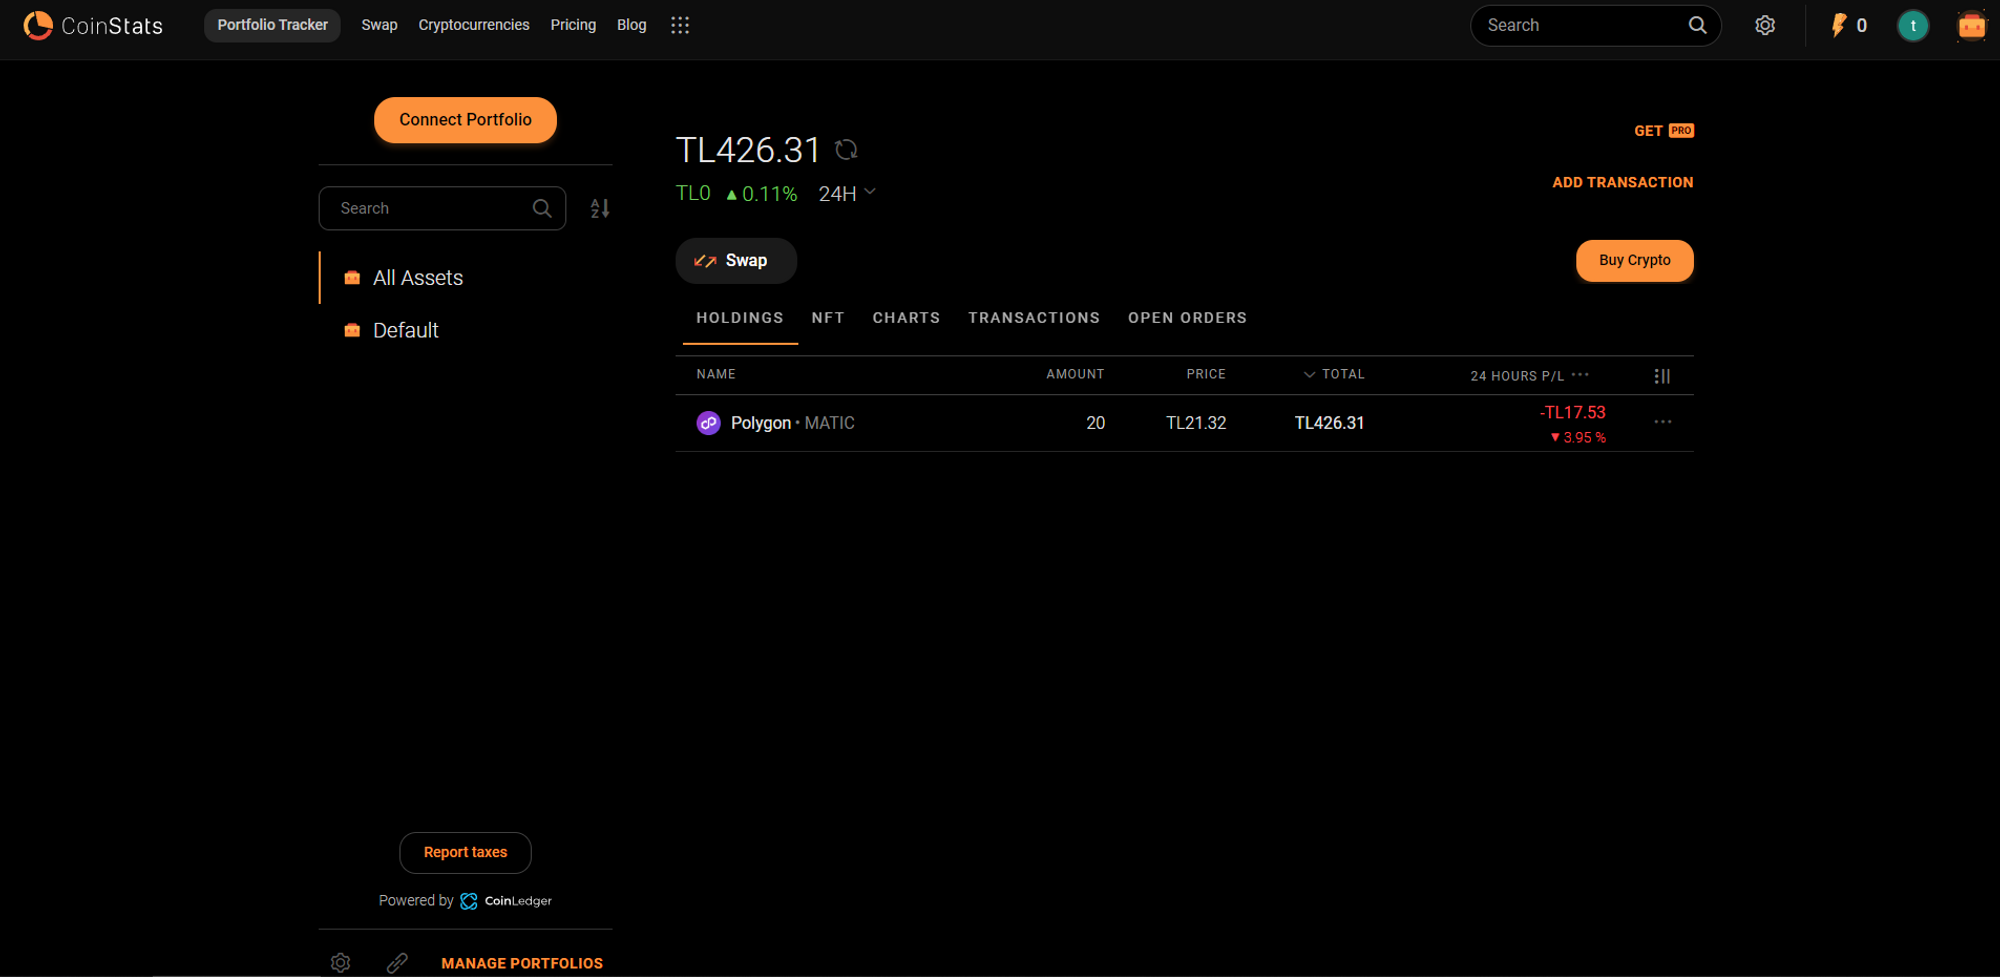 CoinStats
Portfolio Tracker
Swap
Cryptocurrencies
Pricing
Blog
Search
0
t
Connect Portfolio
Search
All Assets
Default
TL426.31
TL0 ▲0.11% 24H
GET PRO
ADD TRANSACTION
Swap
Buy Crypto
HOLDINGS
NFT
CHARTS
TRANSACTIONS
OPEN ORDERS
NAME
AMOUNT
PRICE
TOTAL
24 HOURS P/L
Polygon • MATIC
20
TL21.32
TL426.31
-TL17.53
▼3.95 %
Report taxes
Powered by CoinLedger
MANAGE PORTFOLIOS